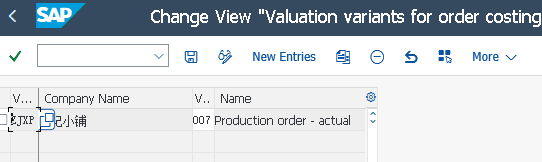 SAP Change View "Valuation variants for order costing
New Entries More
V... Company Name V.. Name
ZJXP 记小铺 007 Production order - actual